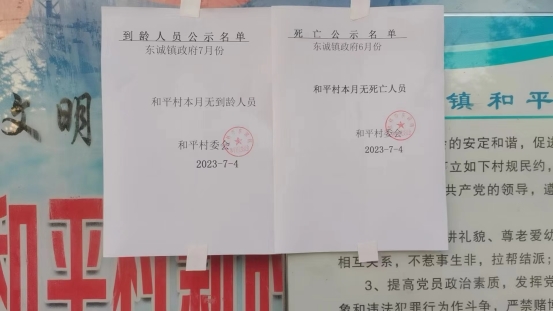 到龄人员公示名单
东诚镇政府7月份
和平村本月无到龄人员
和平村委会
2023-7-4
死亡公示名单
东诚镇政府6月份
和平村本月无死亡人员
和平村委会
2023-7-4
文明
和平村
镇和平
的安定和谐，促进
立如下村规民约，
共产党的领导，遵
讲礼貌、尊老爱幼
相互关系，不惹事生非，拉帮结派；
3、提高党员政治素质，发挥党
象和违法犯罪行为作斗争，严禁赌博